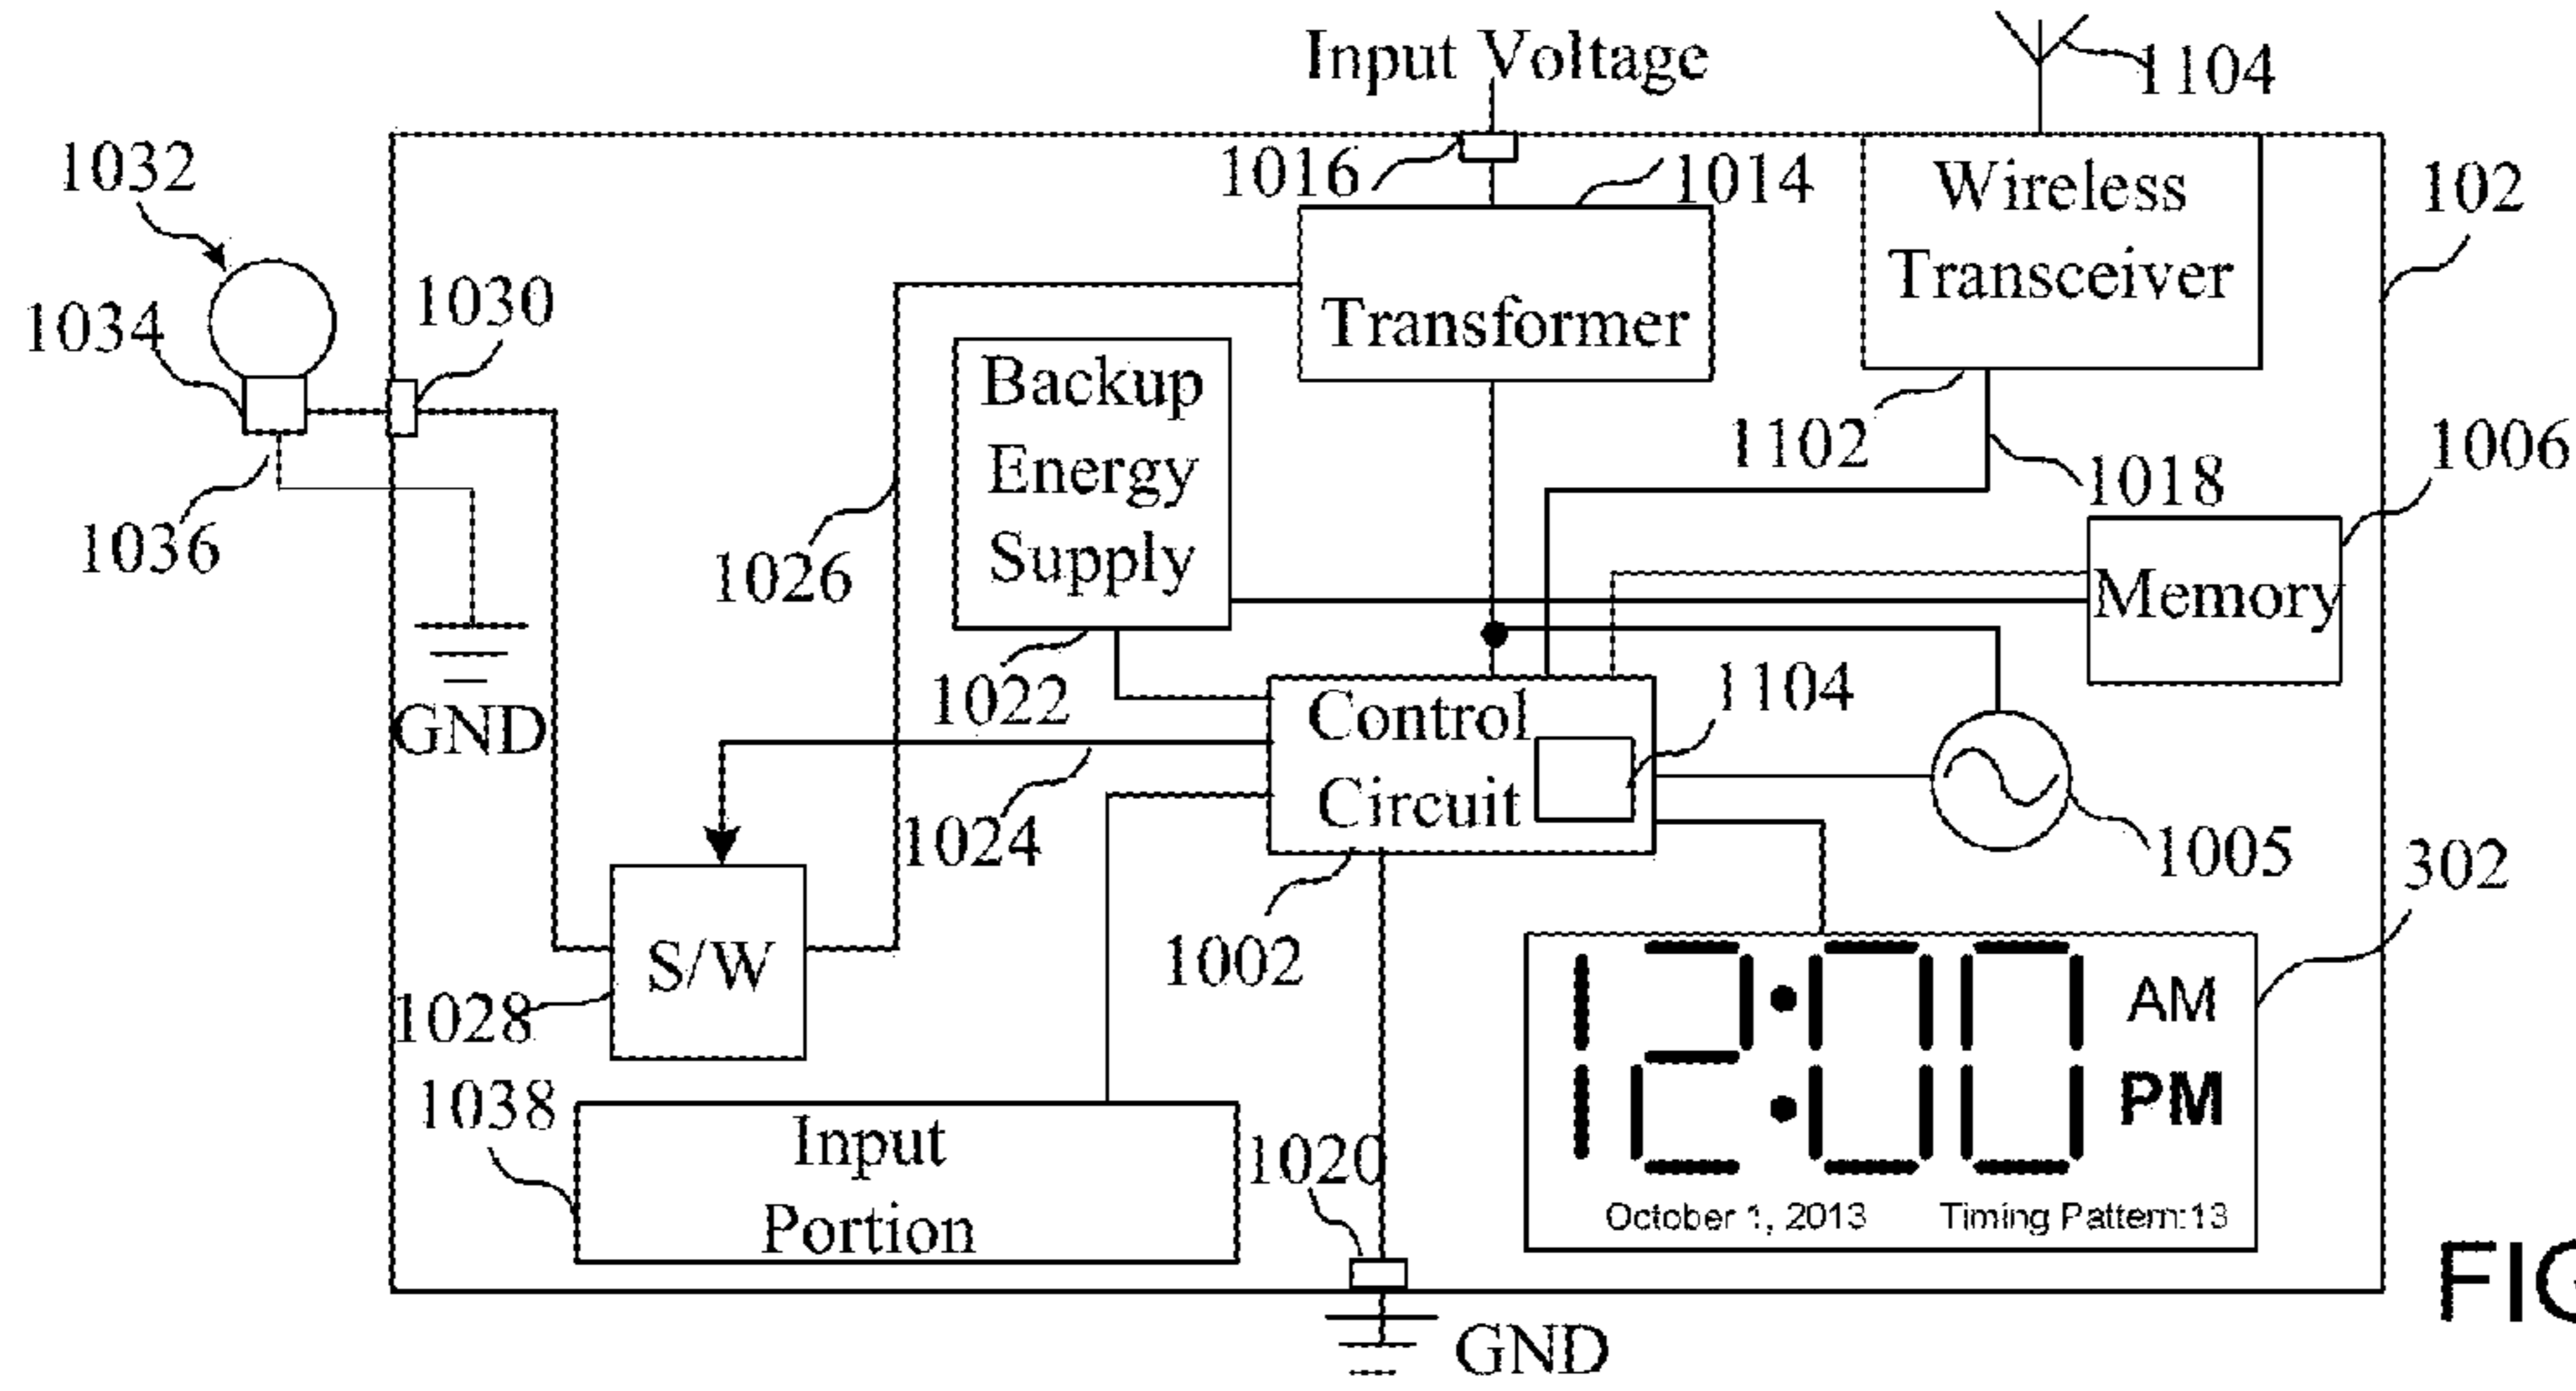 Input Voltage
1104
1032
1016
1014
Wireless
Transceiver
102
1034
1030
Transformer
Backup
Energy
Supply
1102
1018
1006
1036
1026
Memory
1022
Control
Circuit
1104
GND
1024
1005
302
S/W
1002
1028
12:00
AM
PM
1038
Input
Portion
1020
October 1, 2013
Timing Pattern:13
GND